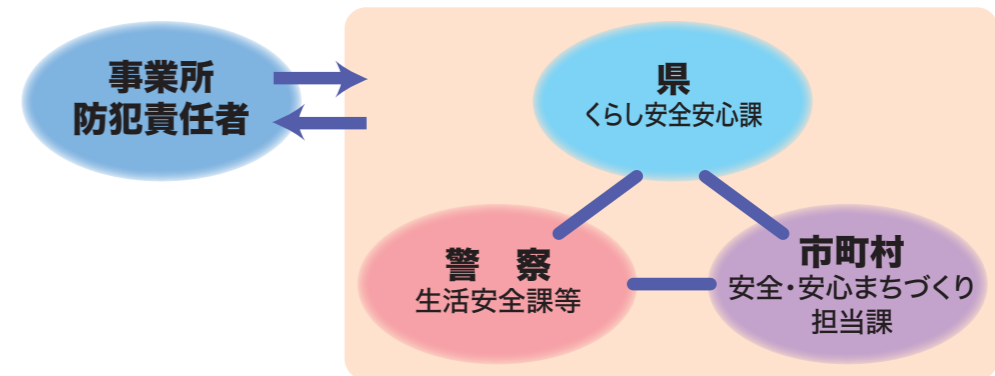 事業所
防犯責任者
県
くらし安全安心課
警　察
生活安全課等
市町村
安全・安心まちづくり
担当課